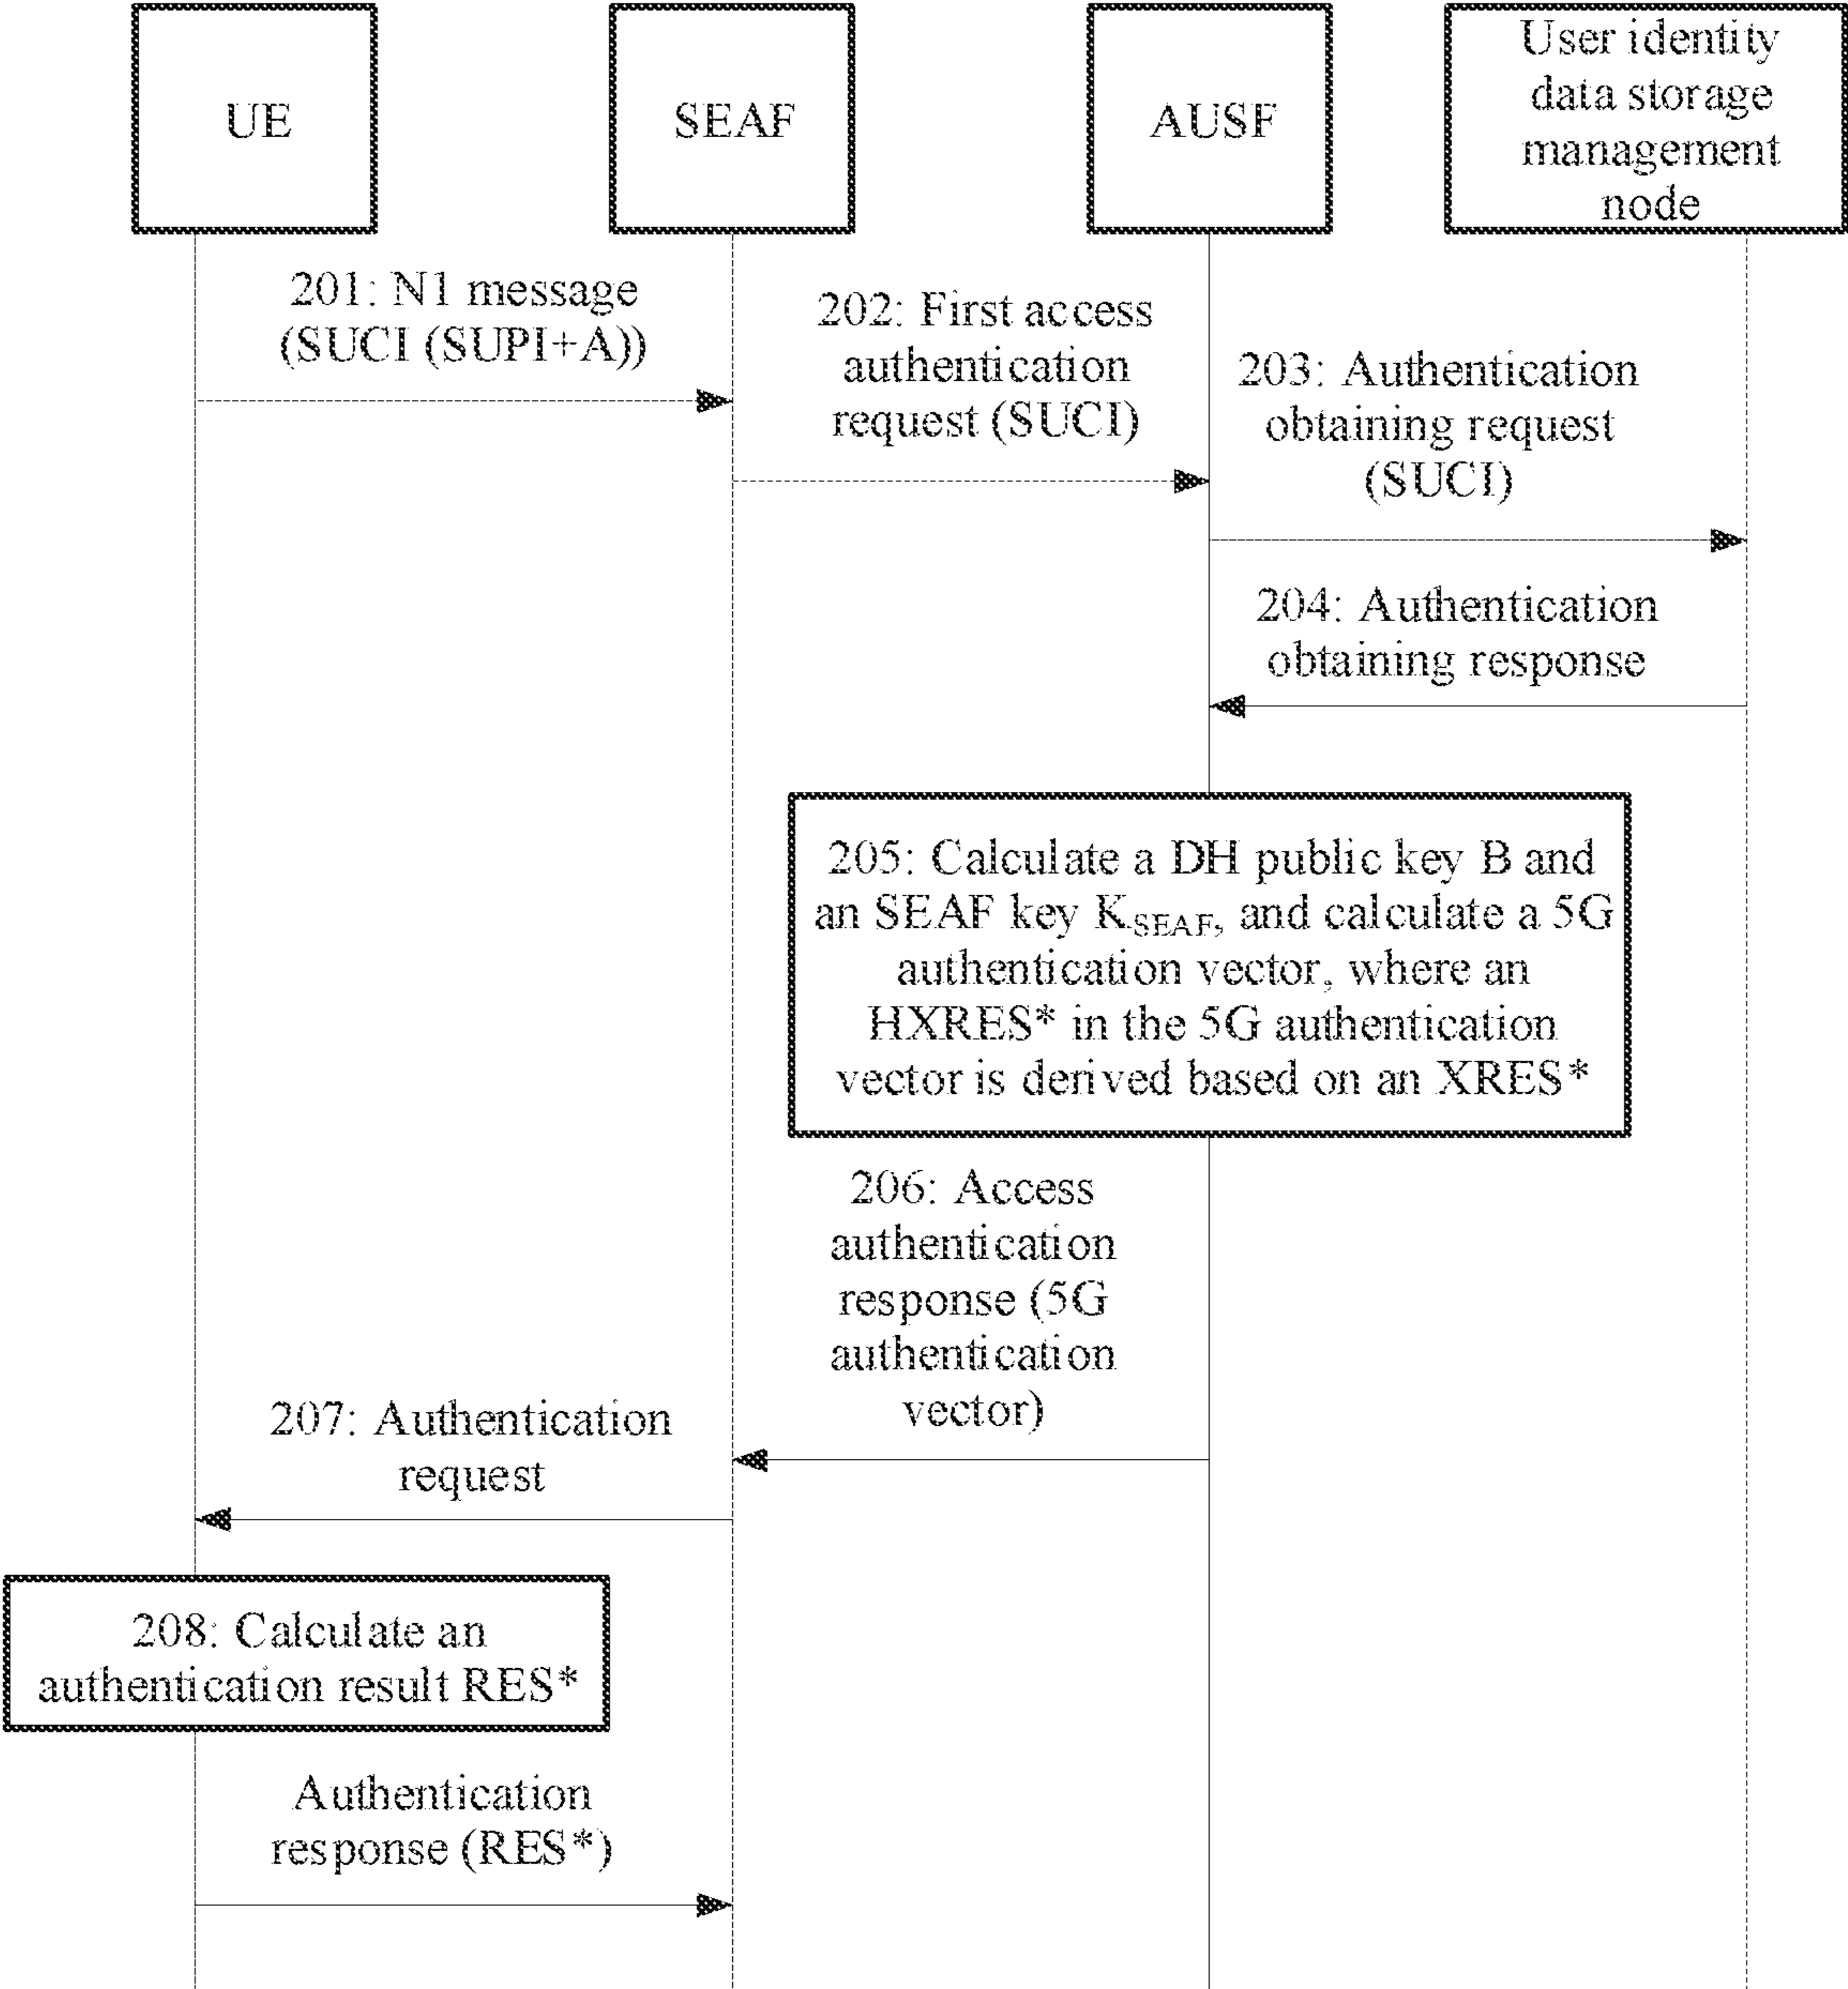 UE
SEAF
AUSF
User identity
data storage
management
node
201: N1 message
(SUCI (SUPI+A))
202: First access
authentication
request (SUCI)
203: Authentication
obtaining request
(SUCI)
204: Authentication
obtaining response
205: Calculate a DH public key B and
an SEAF key K_SEAF, and calculate a 5G
authentication vector, where an
HXRES* in the 5G authentication
vector is derived based on an XRES*
206: Access
authentication
response (5G
authentication
vector)
207: Authentication
request
208: Calculate an
authentication result RES*
Authentication
response (RES*)